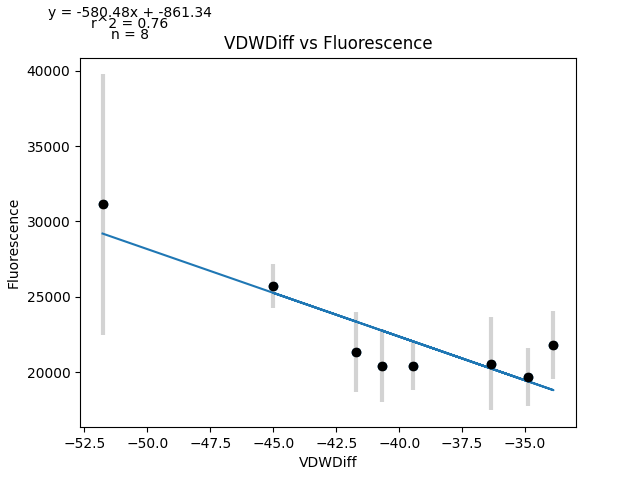 y = -580.48x + -861.34
r^2 = 0.76
n = 8
VDWDiff vs Fluorescence
Fluorescence
40000
35000
30000
25000
20000
−52.5 −50.0 −47.5 −45.0 −42.5 −40.0 −37.5 −35.0
VDWDiff